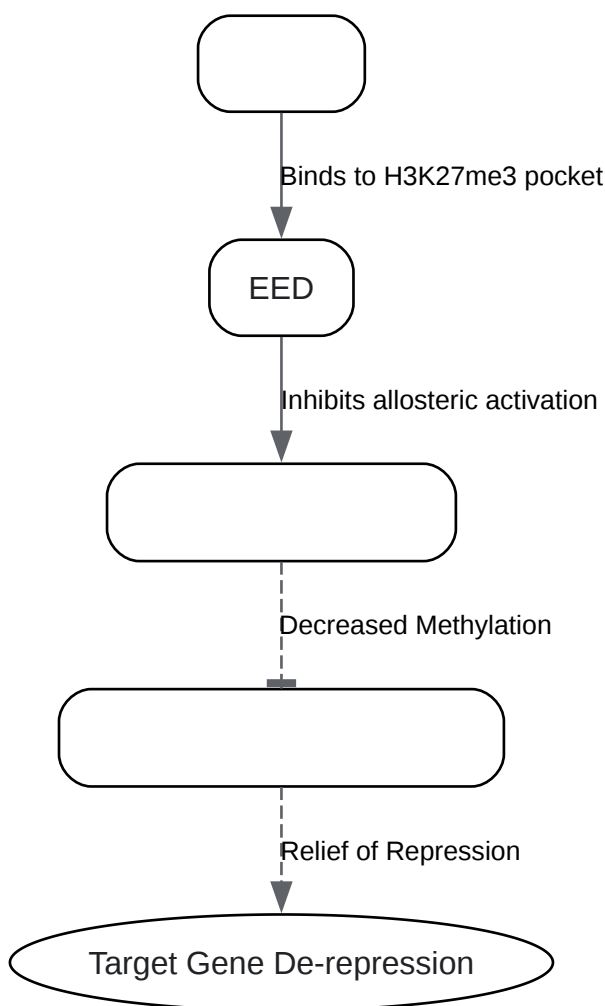 Binds to H3K27me3 pocket
EED
Inhibits allosteric activation
Decreased Methylation
Relief of Repression
Target Gene De-repression